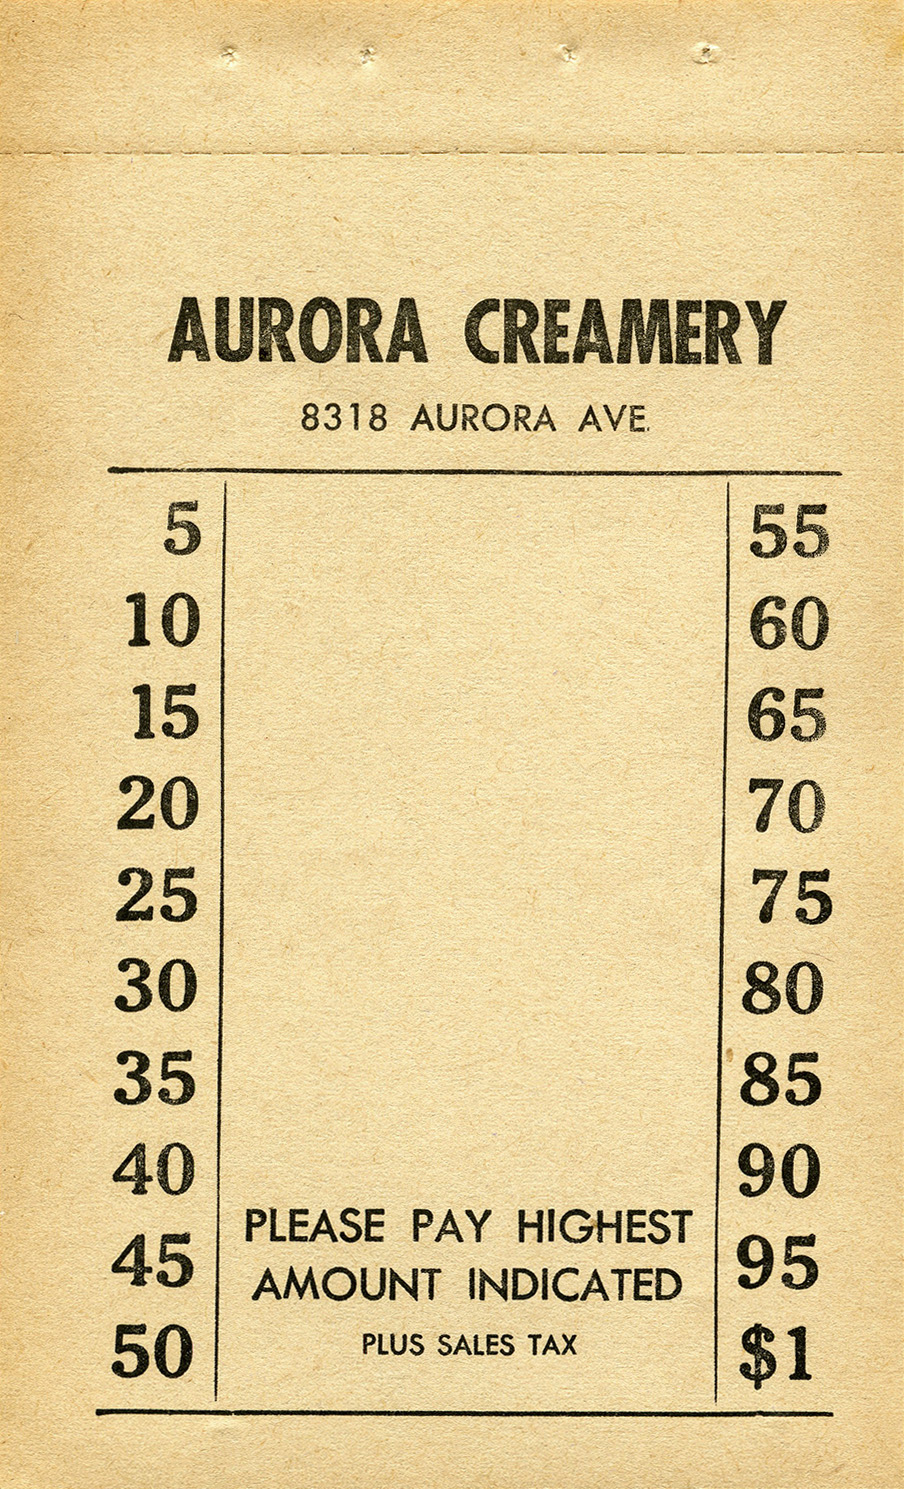 AURORA CREAMERY
8318 AURORA AVE.
5 55
10 60
15 65
20 70
25 75
30 80
35 85
40 90
PLEASE PAY HIGHEST
45 95
AMOUNT INDICATED
50 $1
PLUS SALES TAX